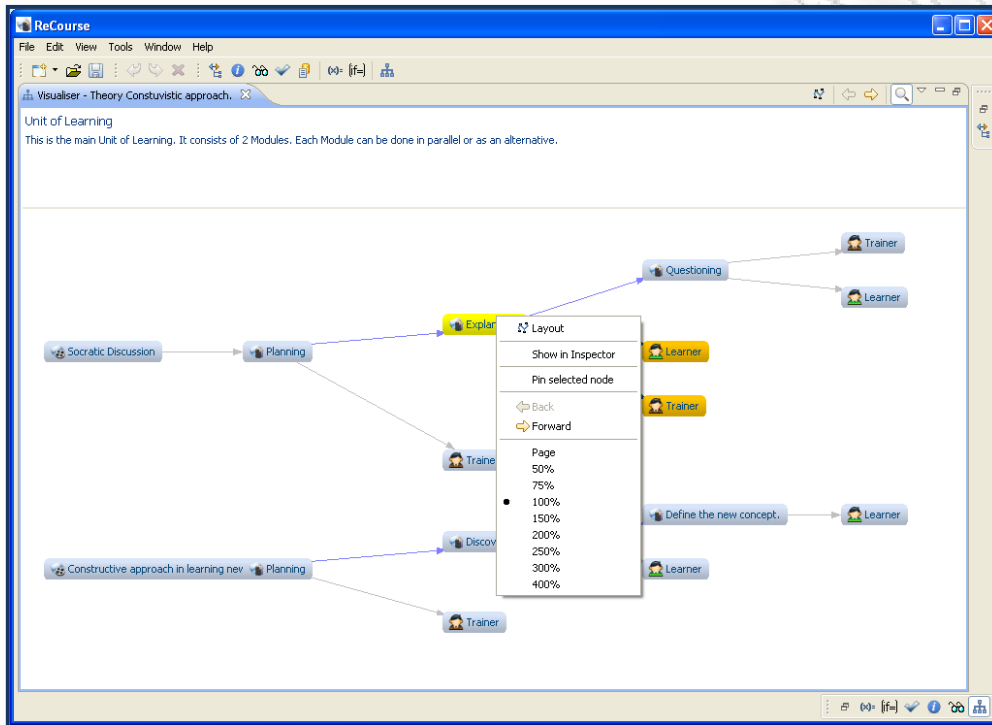 ReCourse
File Edit View Tools Window Help
(x)= [if=]
Visualiser - Theory Constuvistic approach.
Unit of Learning
This is the main Unit of Learning. It consists of 2 Modules. Each Module can be done in parallel or as an alternative.
Trainer
Questioning
Learner
Explan
Socratic Discussion
Planning
Learner
Trainer
Traine
Define the new concept.
Learner
Discov
Constructive approach in learning nev
Planning
Learner
Trainer
Layout
Show in Inspector
Pin selected node
Back
Forward
Page
50%
75%
100%
150%
200%
250%
300%
400%
(x)= [if=]